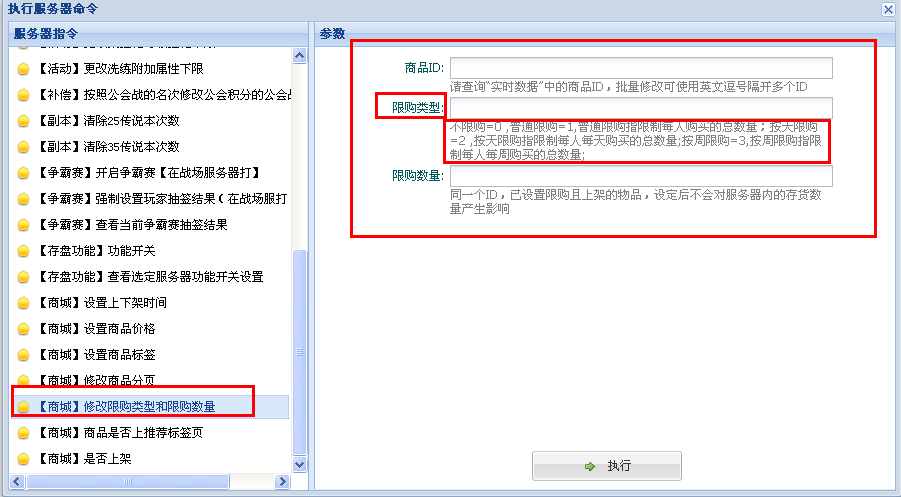 执行服务器命令
服务器指令
【活动】更改洗练附加属性下限
【补偿】按照公会战的名次修改公会积分的公会战
【副本】清除25传说本次数
【副本】清除35传说本次数
【争霸赛】开启争霸赛【在战场服务器打】
【争霸赛】强制设置玩家抽签结果（在战场服打
【争霸赛】查看当前争霸赛抽签结果
【存盘功能】功能开关
【存盘功能】查看选定服务器功能开关设置
【商城】设置上下架时间
【商城】设置商品价格
【商城】设置商品标签
【商城】修改商品分页
【商城】修改限购类型和限购数量
【商城】商品是否上推荐标签页
【商城】是否上架
参数
商品ID:
请查询"实时数据"中的商品ID，批量修改可使用英文逗号隔开多个ID
限购类型:
不限购=0 ,普通限购=1,普通限购指限制每人购买的总数量；按天限购
=2 ,按天限购指限制每人每天购买的总数量;按周限购=3,按周限购指限
制每人每周购买的总数量;
限购数量:
同一个ID，已设置限购且上架的物品，设定后不会对服务器内的存货数
量产生影响
执行